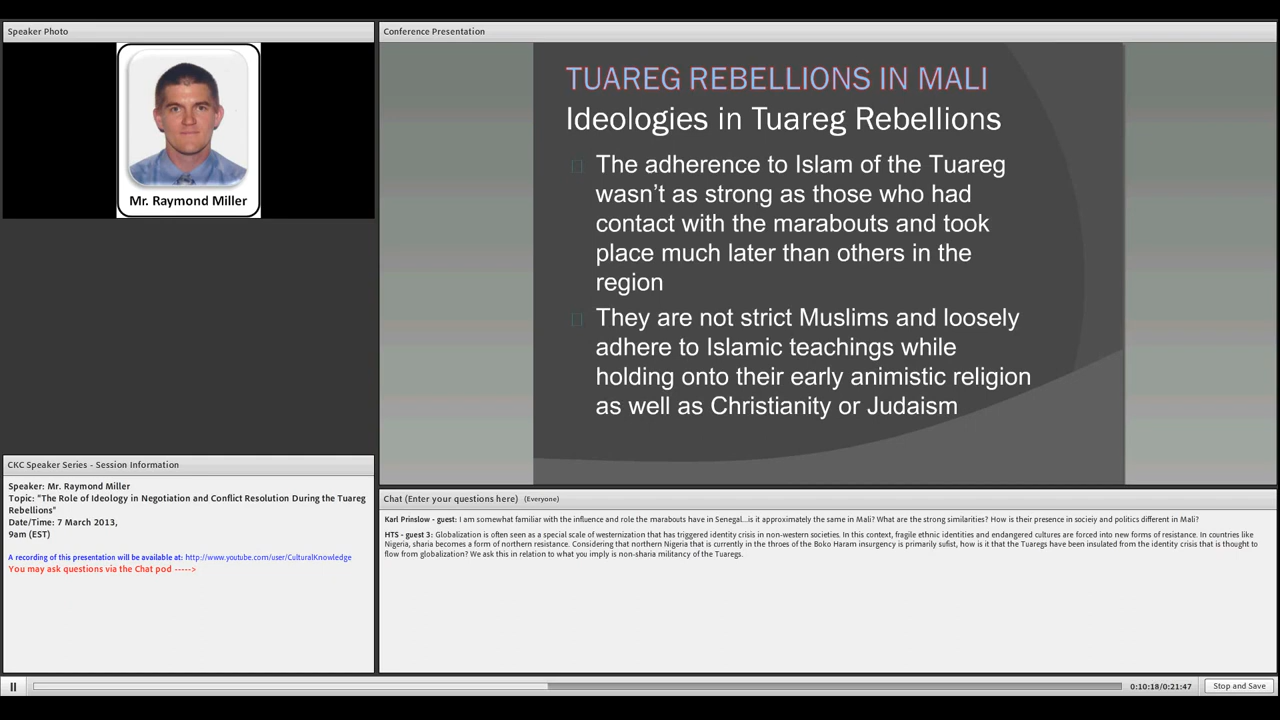 Speaker Photo
Mr. Raymond Miller
Conference Presentation
TUAREG REBELLIONS IN MALI
Ideologies in Tuareg Rebellions
The adherence to Islam of the Tuareg
wasn't as strong as those who had
contact with the marabouts and took
place much later than others in the
region
They are not strict Muslims and loosely
adhere to Islamic teachings while
holding onto their early animistic religion
as well as Christianity or Judaism
CKC Speaker Series - Session Information
Speaker: Mr. Raymond Miller
Topic: "The Role of Ideology in Negotiation and Conflict Resolution During the Tuareg
Rebellions"
Date/Time: 7 March 2013,
9am (EST)
A recording of this presentation will be available at: http://www.youtube.com/user/CulturalKnowledge
You may ask questions via the Chat pod ----->
Chat (Enter your questions here) (Everyone)
Karl Prinslow - guest: I am somewhat familiar with the influence and role the marabouts have in Senegal...is it approximately the same in Mali? What are the strong similarities? How is their presence in socieiy and politics different in Mali?
HTS - guest 3: Globalization is often seen as a special scale of westernization that has triggered identity crisis in non-western societies. In this context, fragile ethnic identities and endangered cultures are forced into new forms of resistance. In countries like
Nigeria, sharia becomes a form of northern resistance. Considering that northern Nigeria that is currently in the throes of the Boko Haram insurgency is primarily sufist, how is it that the Tuaregs have been insulated from the identity crisis that is thought to
flow from globalization? We ask this in relation to what you imply is non-sharia militancy of the Tuaregs.
0:10:18/0:21:47
Stop and Save